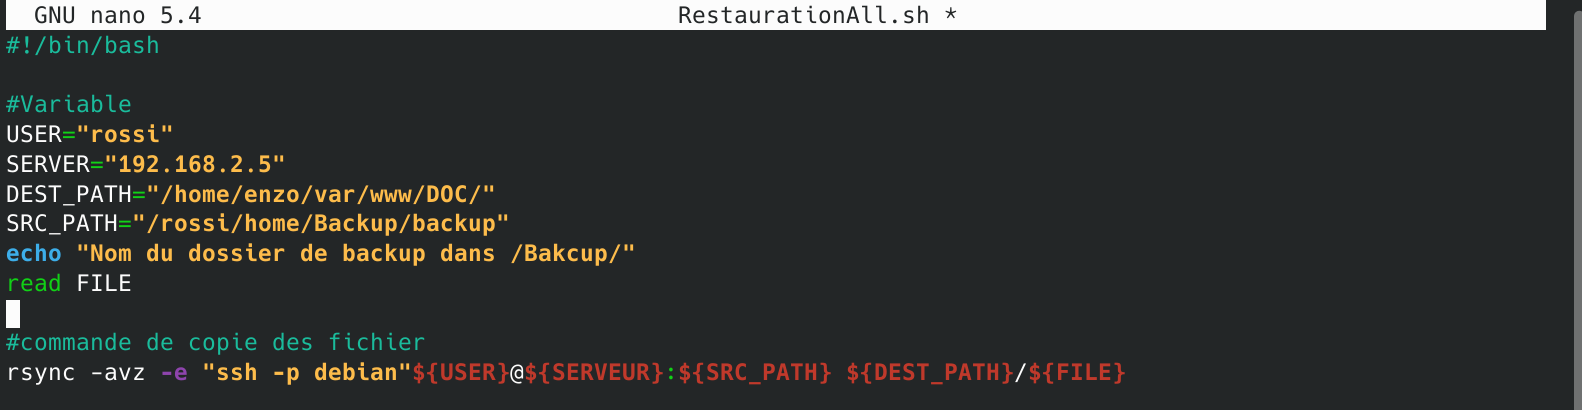 GNU nano 5.4 RestaurationAll.sh *
#!/bin/bash
#Variable
USER="rossi"
SERVER="192.168.2.5"
DEST_PATH="/home/enzo/var/www/DOC/"
SRC_PATH="/rossi/home/Backup/backup"
echo "Nom du dossier de backup dans /Bakcup/"
read FILE
#commande de copie des fichier
rsync -avz -e "ssh -p debian"${USER}@${SERVEUR}:${SRC_PATH} ${DEST_PATH}/${FILE}